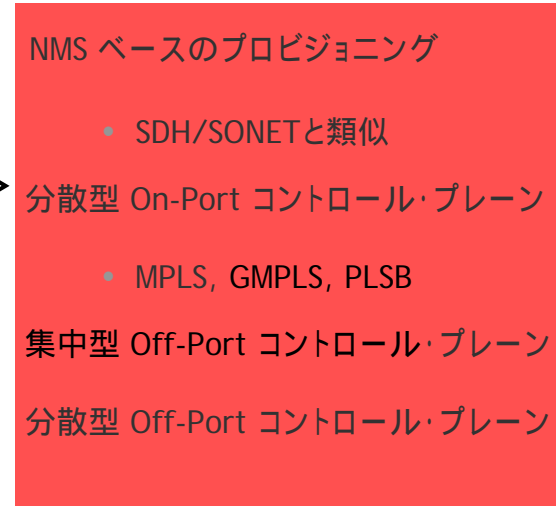 NMS ベースのプロビジョニング
• SDH/SONETと類似
分散型 On-Port コントロール・プレーン
• MPLS, GMPLS, PLSB
集中型 Off-Port コントロール・プレーン
分散型 Off-Port コントロール・プレーン